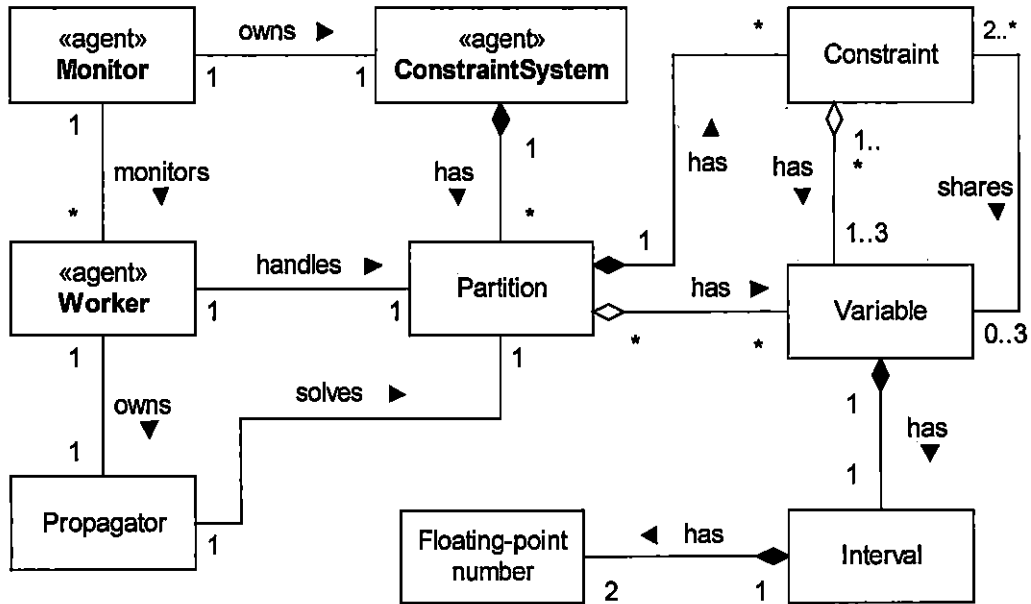 «agent»
Monitor
owns ►
1
1
«agent»
ConstraintSystem
*
Constraint
2..*
1
monitors
▼
*
1
has
▼
*
has
▲
1..
*
has
▼
1..3
shares
▼
«agent»
Worker
handles ►
1
1
Partition
1
has ►
*
*
Variable
0..3
1
owns
▼
1
solves ►
1
1
has
▼
1
Propagator
1
Floating-point
number
◄ has
2
1
Interval